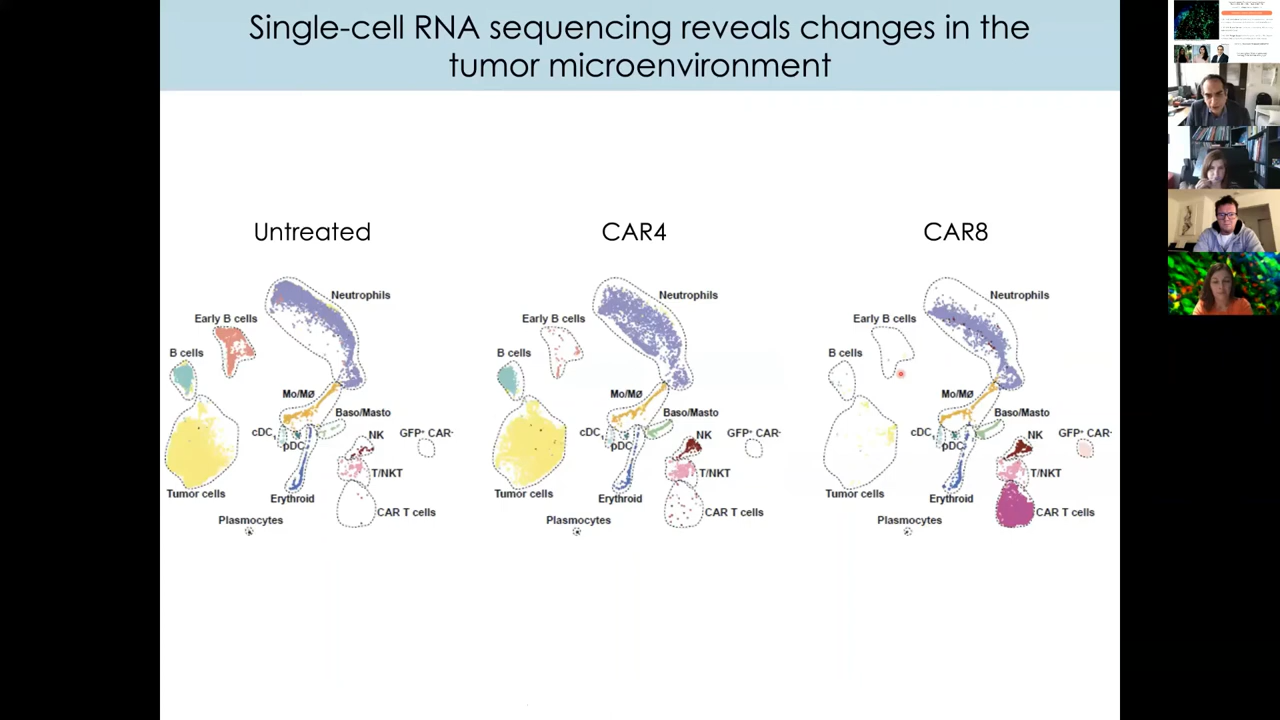 Single-cell RNA sequencing reveals changes in the
tumor microenvironment
Untreated
Neutrophils
Early B cells
B cells
Mo/MØ
Baso/Masto
cDC
pDC
NK
GFP⁺ CAR⁻
T/NKT
Tumor cells
Erythroid
CAR T cells
Plasmocytes
CAR4
Neutrophils
Early B cells
B cells
Mo/MØ
Baso/Masto
cDC
pDC
NK
GFP⁺ CAR⁻
T/NKT
Tumor cells
Erythroid
CAR T cells
Plasmocytes
CAR8
Neutrophils
Early B cells
B cells
Mo/MØ
Baso/Masto
cDC
pDC
NK
GFP⁺ CAR⁻
T/NKT
Tumor cells
Erythroid
CAR T cells
Plasmocytes